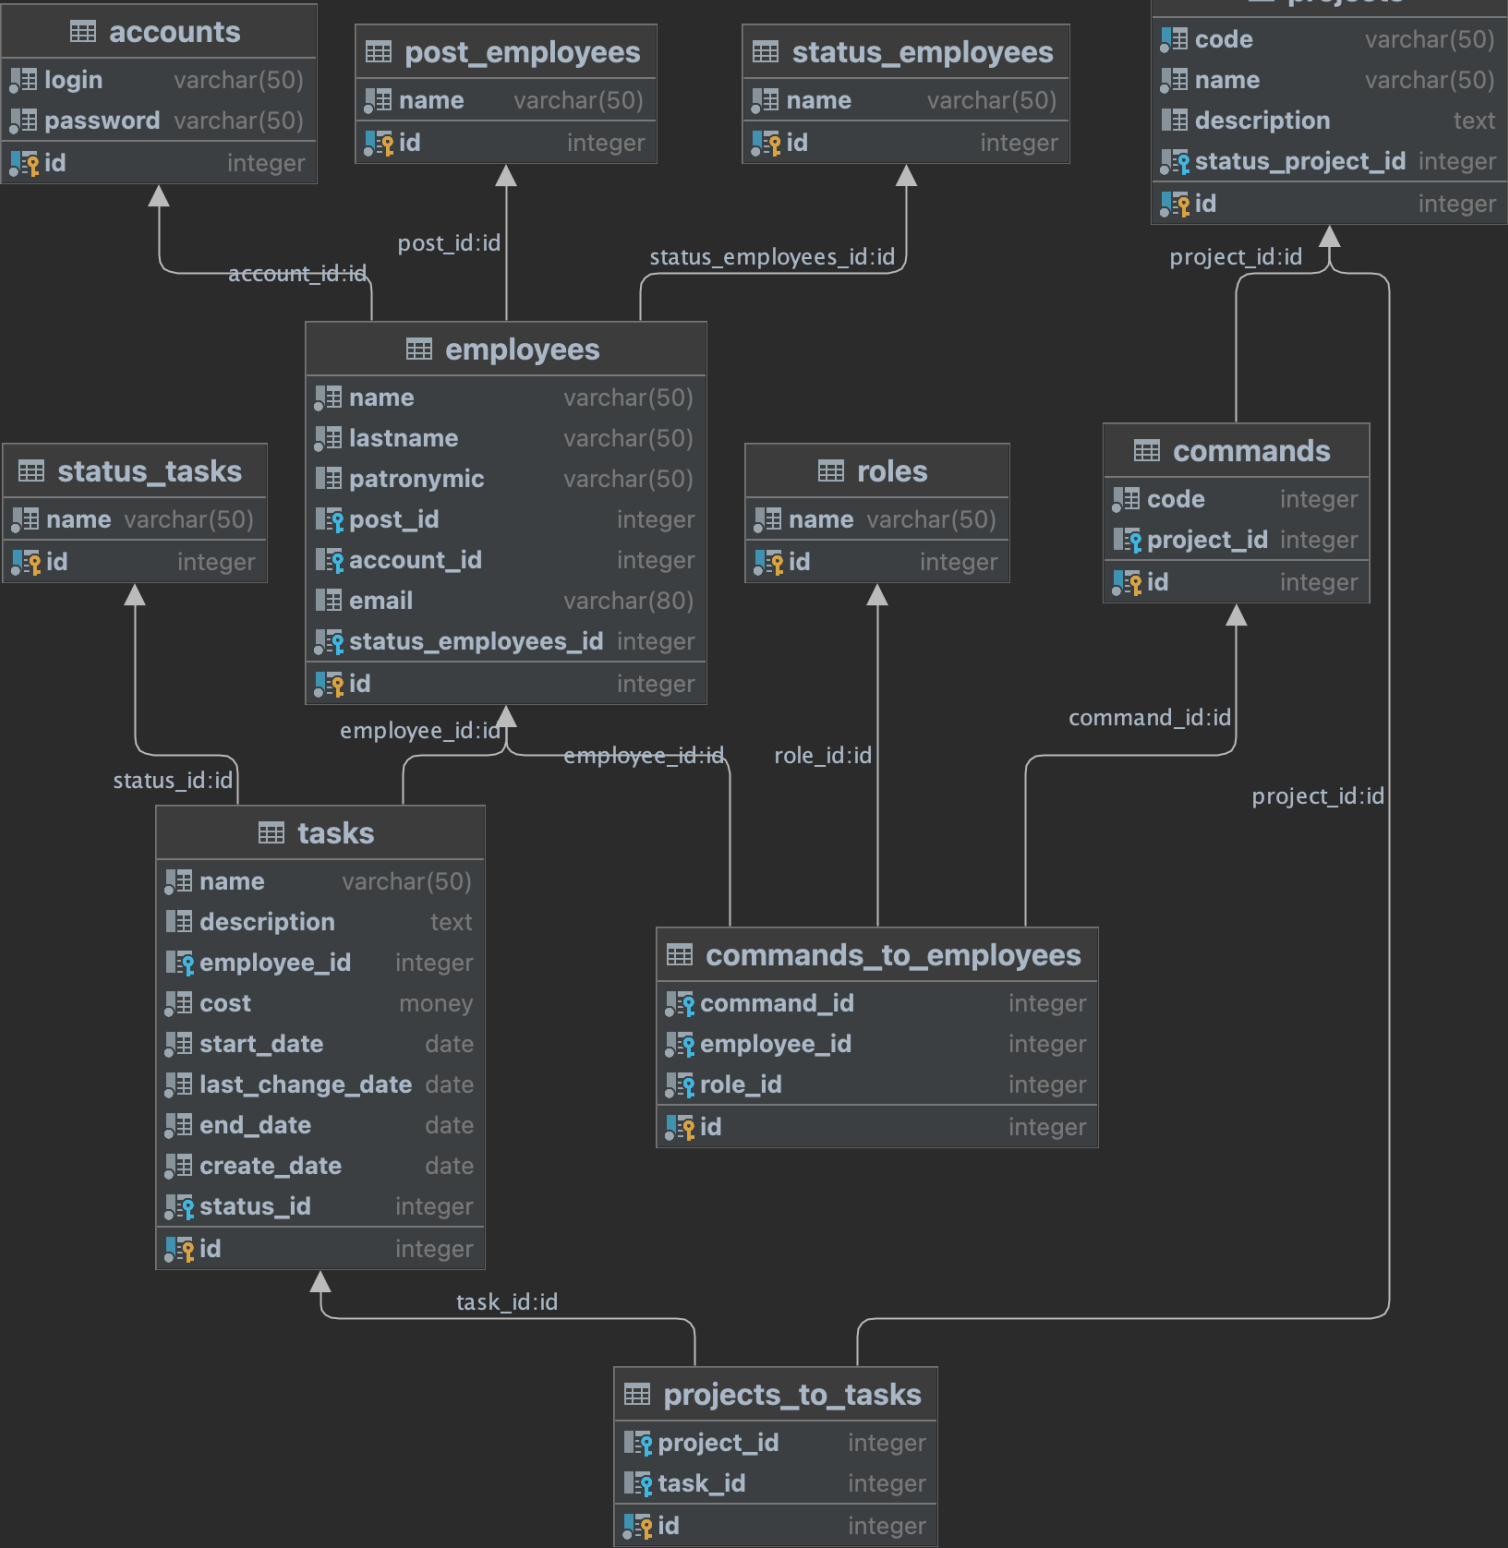 accounts
login varchar(50)
password varchar(50)
id integer
post_employees
name varchar(50)
id integer
status_employees
name varchar(50)
id integer
projects
code varchar(50)
name varchar(50)
description text
status_project_id integer
id integer
account_id:id
post_id:id
status_employees_id:id
project_id:id
employees
name varchar(50)
lastname varchar(50)
patronymic varchar(50)
post_id integer
account_id integer
email varchar(80)
status_employees_id integer
id integer
status_tasks
name varchar(50)
id integer
roles
name varchar(50)
id integer
commands
code integer
project_id integer
id integer
employee_id:id
employee_id:id
role_id:id
command_id:id
status_id:id
project_id:id
tasks
name varchar(50)
description text
employee_id integer
cost money
start_date date
last_change_date date
end_date date
create_date date
status_id integer
id integer
commands_to_employees
command_id integer
employee_id integer
role_id integer
id integer
task_id:id
projects_to_tasks
project_id integer
task_id integer
id integer